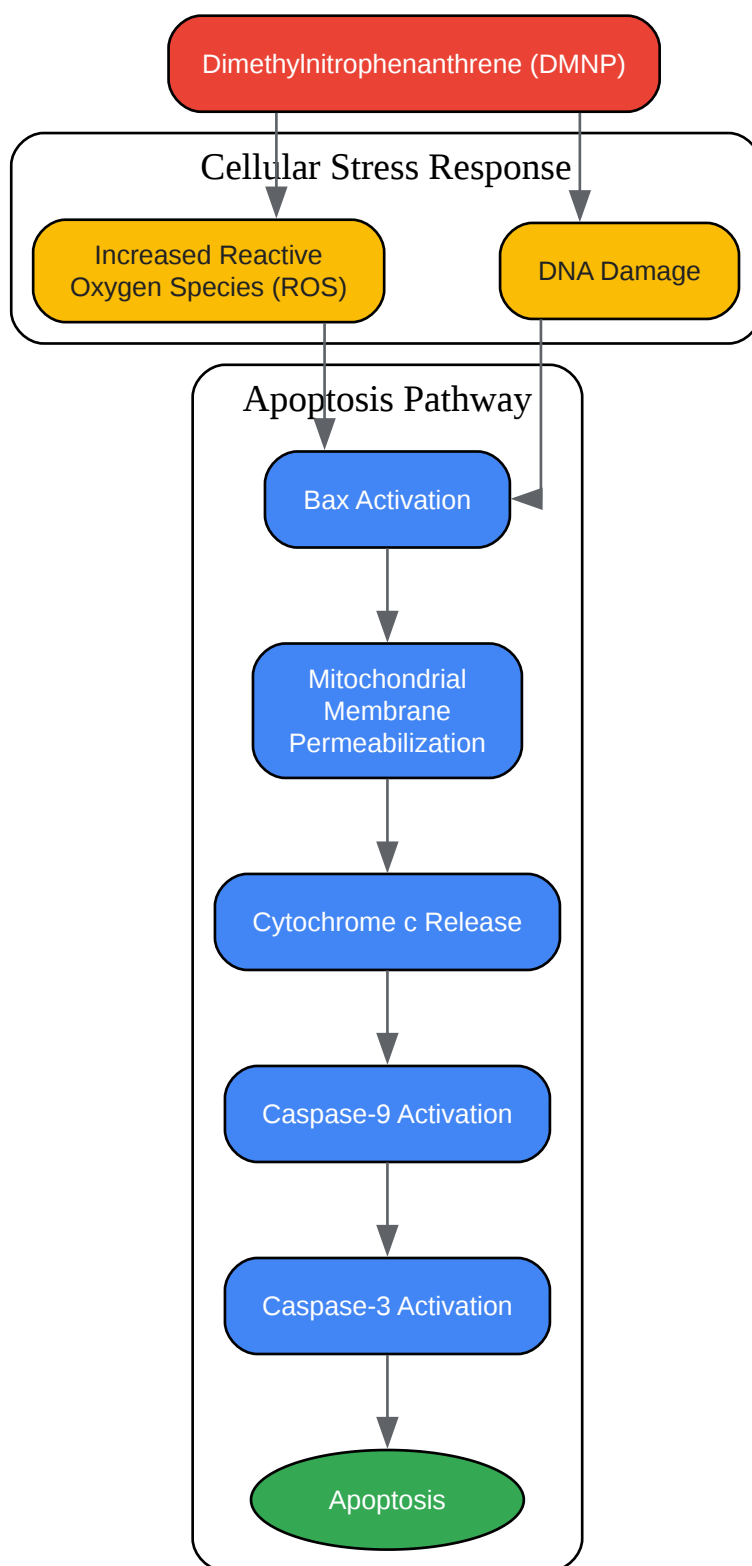 Dimethylnitrophenanthrene (DMNP)
Cellular Stress Response
Increased Reactive
Oxygen Species (ROS)
DNA Damage
Apoptosis Pathway
Bax Activation
Mitochondrial
Membrane
Permeabilization
Cytochrome c Release
Caspase-9 Activation
Caspase-3 Activation
Apoptosis